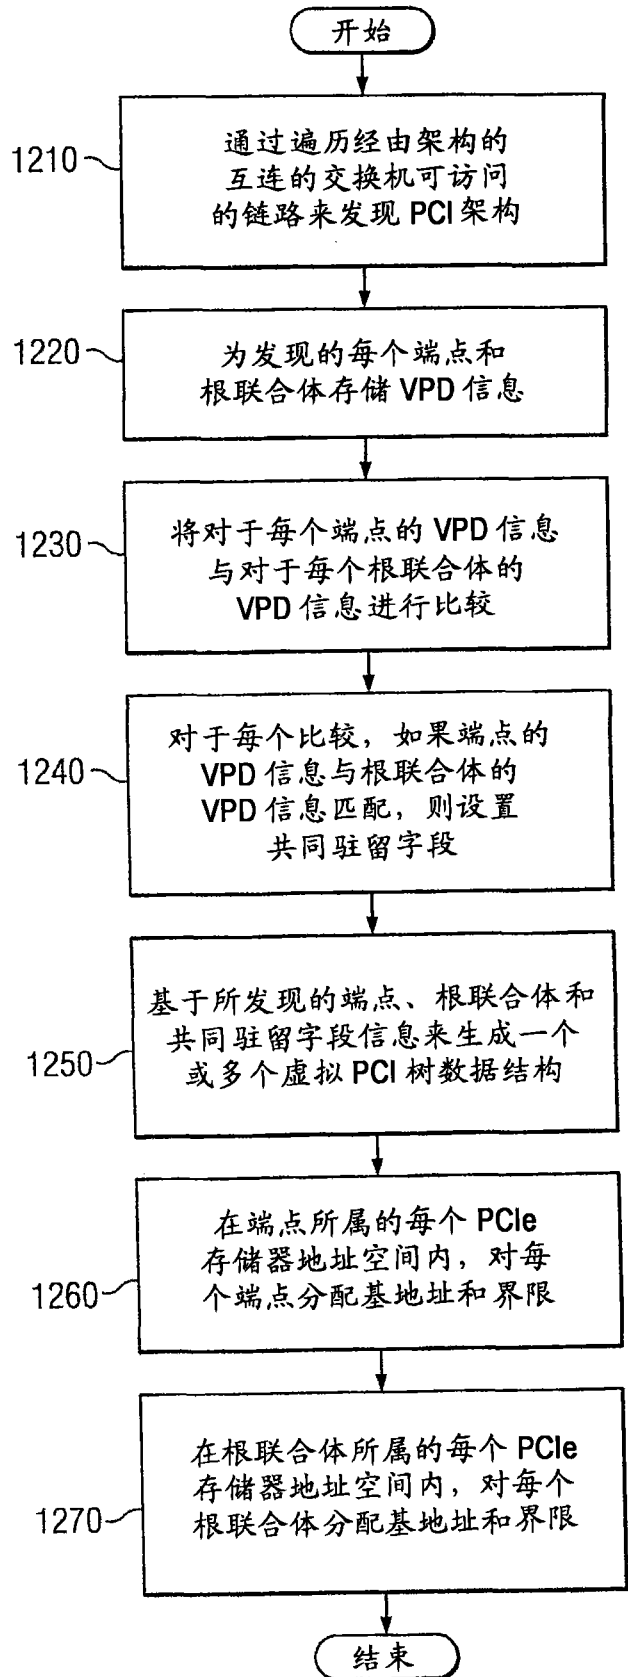 开始
1210
通过遍历经由架构的
互连的交换机可访问
的链路来发现 PCI 架构
1220
为发现的每个端点和
根联合体存储 VPD 信息
1230
将对于每个端点的 VPD 信息
与对于每个根联合体的
VPD 信息进行比较
1240
对于每个比较，如果端点的
VPD 信息与根联合体的
VPD 信息匹配，则设置
共同驻留字段
1250
基于所发现的端点、根联合体和
共同驻留字段信息来生成一个
或多个虚拟 PCI 树数据结构
1260
在端点所属的每个 PCIe
存储器地址空间内，对每
个端点分配基地址和界限
1270
在根联合体所属的每个 PCIe
存储器地址空间内，对每个
根联合体分配基地址和界限
结束